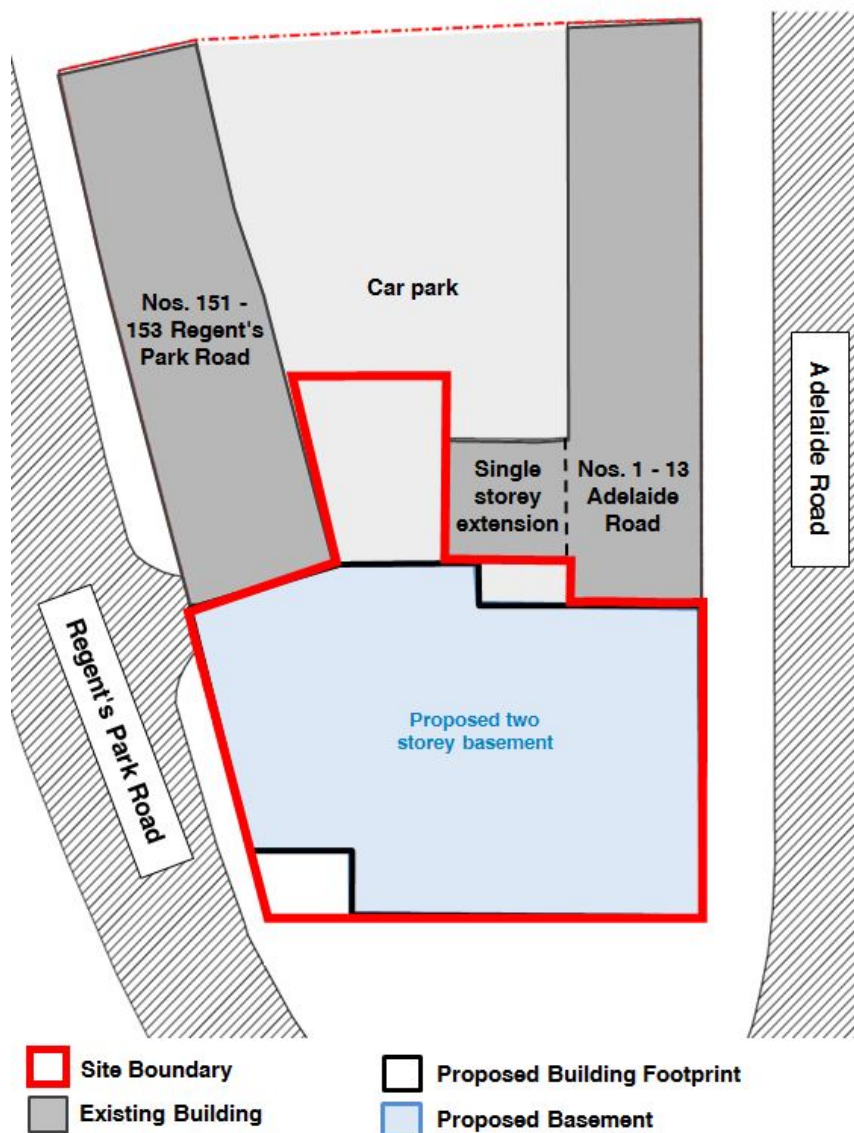 Car park
Nos. 151 -
153 Regent's
Park Road
Adelaide Road
Single
storey
extension
Nos. 1 - 13
Adelaide
Road
Regent's Park Road
Proposed two
storey basement
Site Boundary
Proposed Building Footprint
Existing Building
Proposed Basement